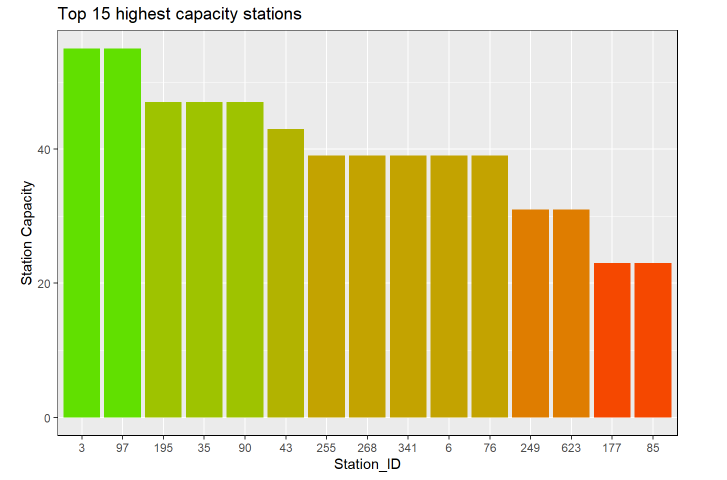 Top 15 highest capacity stations
Station Capacity
40
20
0
3 97 195 35 90 43 255 268 341 6 76 249 623 177 85
Station_ID